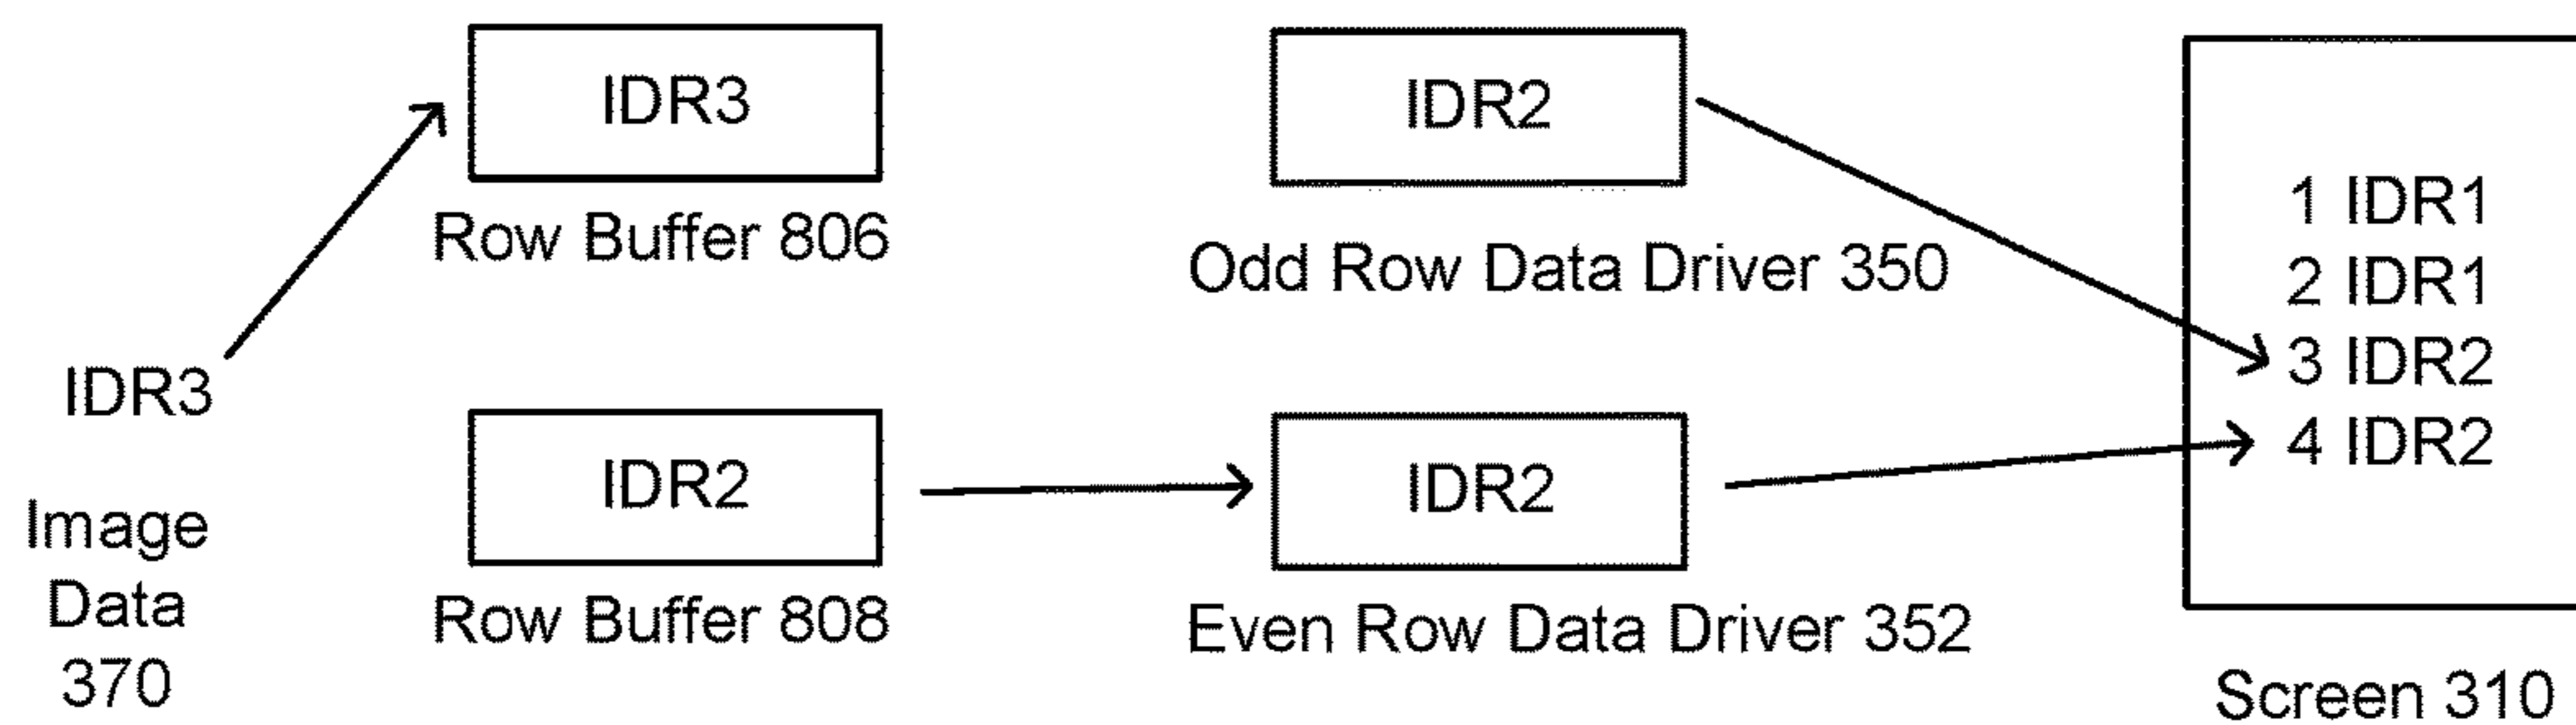 IDR3
Image
Data
370
IDR3
Row Buffer 806
IDR2
Row Buffer 808
IDR2
Odd Row Data Driver 350
IDR2
Even Row Data Driver 352
1 IDR1
2 IDR1
3 IDR2
4 IDR2
Screen 310